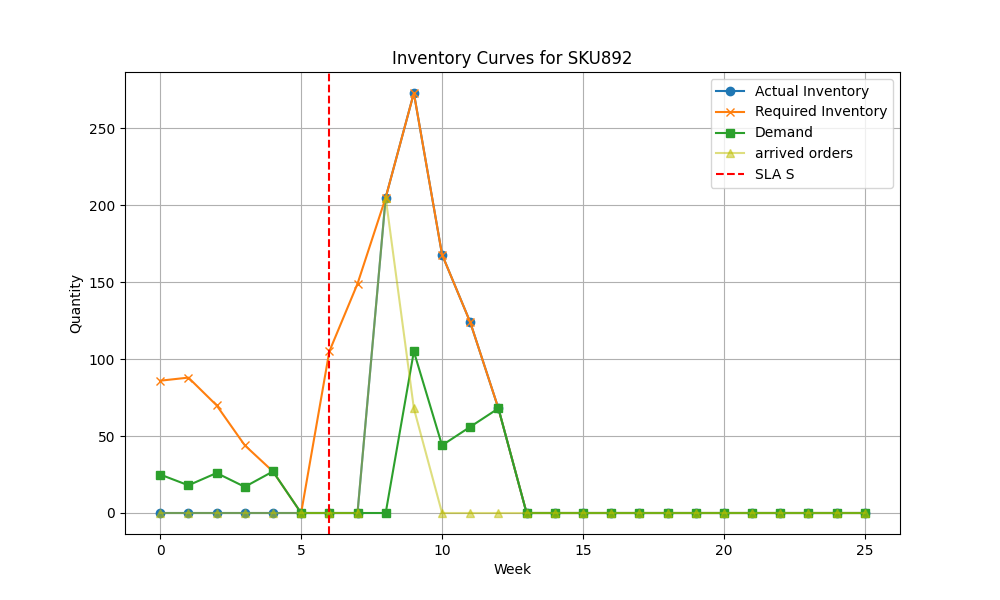 Inventory Curves for SKU892
Actual Inventory
Required Inventory
Demand
arrived orders
SLA S
Quantity
250
200
150
100
50
0
0 5 10 15 20 25
Week